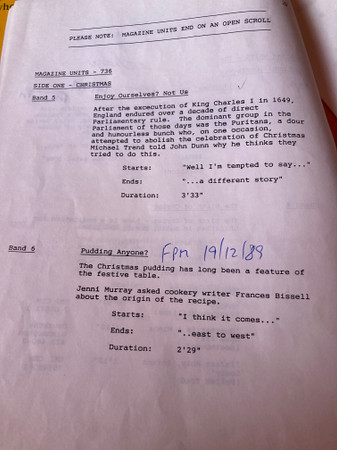 PLEASE NOTE: MAGAZINE UNITS END ON AN OPEN SCROLL
MAGAZINE UNITS - 736
SIDE ONE - CHRISTMAS
Band 5 Enjoy Ourselves? Not Us
After the excecution of King Charles I in 1649,
England endured over a decade of direct
Parliamentary rule. The dominant group in the
Parliament of those days was the Puritans, a dour
and humourless bunch who, on one occasion,
attempted to abolish the celebration of Christmas
Michael Trend told John Dunn why he thinks they
tried to do this.
Starts: "Well I'm tempted to say..."
Ends: "...a different story"
Duration: 3'33"
Band 6 Pudding Anyone? FPM 19/12/89
The Christmas pudding has long been a feature of
the festive table.
Jenni Murray asked cookery writer Frances Bissell
about the origin of the recipe.
Starts: "I think it comes..."
Ends: "..east to west"
Duration: 2'29"